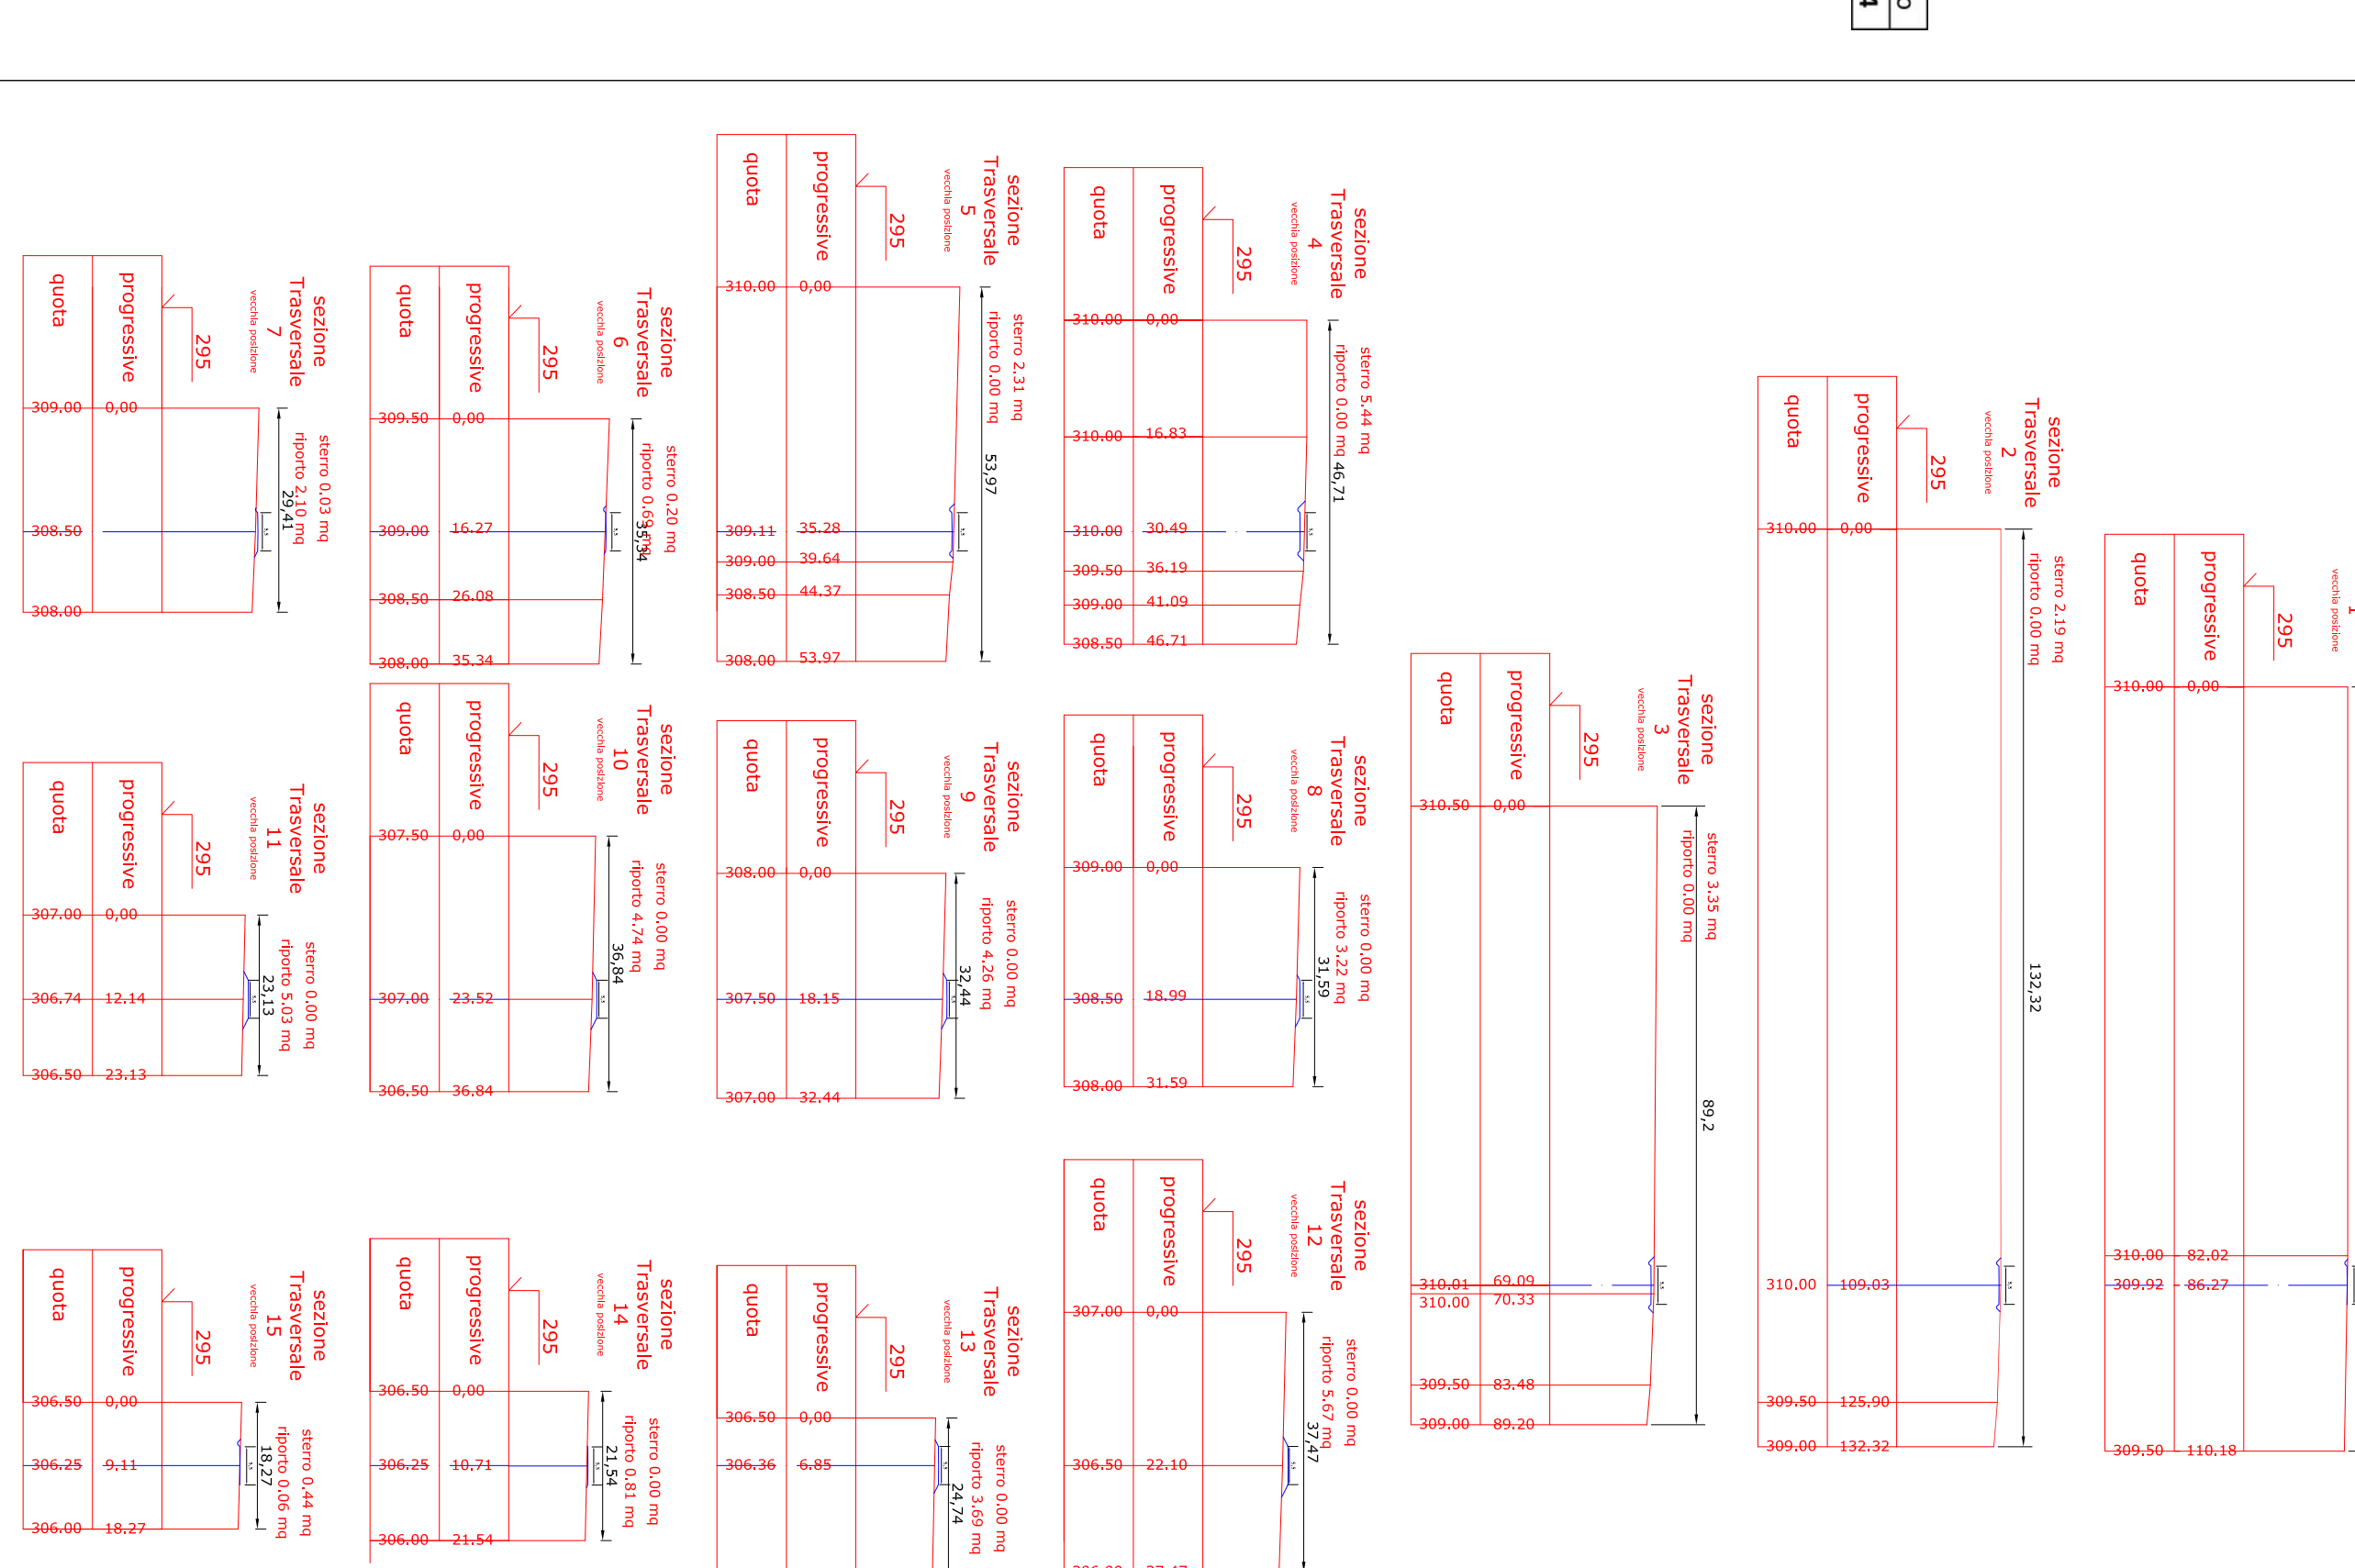 vecchia posizione
295
progressive
quota
0,00
82.02
86.27
110.18
310.00
310.00
309.92
309.50
sezione
Trasversale
2
vecchia posizione
sterro 2.19 mq
riporto 0.00 mq
132,32
295
progressive
quota
0,00
109.03
125.90
132.32
310.00
310.00
309.50
309.00
sezione
Trasversale
3
vecchia posizione
sterro 3.35 mq
riporto 0.00 mq
89,2
295
progressive
quota
0,00
69.09
70.33
83.48
89.20
310.50
310.01
310.00
309.50
309.00
sezione
Trasversale
4
vecchia posizione
sterro 5.44 mq
riporto 0.00 mq
46,71
295
progressive
quota
0,00
16.83
30.49
36.19
41.09
46.71
310.00
310.00
310.00
309.50
309.00
308.50
sezione
Trasversale
5
vecchia posizione
sterro 2.31 mq
riporto 0.00 mq
53,97
295
progressive
quota
0,00
35.28
39.64
44.37
53.97
310.00
309.11
309.00
308.50
308.00
sezione
Trasversale
6
vecchia posizione
sterro 0.20 mq
riporto 0.69 mq
35,34
295
progressive
quota
0,00
16.27
26.08
35.34
309.50
309.00
308.50
308.00
sezione
Trasversale
7
vecchia posizione
sterro 0.03 mq
riporto 2.10 mq
29,41
295
progressive
quota
0,00
309.00
308.50
308.00
sezione
Trasversale
8
vecchia posizione
sterro 0.00 mq
riporto 3.22 mq
31,59
295
progressive
quota
0,00
18.99
31.59
309.00
308.50
308.00
sezione
Trasversale
9
vecchia posizione
sterro 0.00 mq
riporto 4.26 mq
32,44
295
progressive
quota
0,00
18.15
32.44
308.00
307.50
307.00
sezione
Trasversale
10
vecchia posizione
sterro 0.00 mq
riporto 4.74 mq
36,84
295
progressive
quota
0,00
23.52
36.84
307.50
307.00
306.50
sezione
Trasversale
11
vecchia posizione
sterro 0.00 mq
riporto 5.03 mq
23,13
295
progressive
quota
0,00
12.14
23.13
307.00
306.74
306.50
sezione
Trasversale
12
vecchia posizione
sterro 0.00 mq
riporto 5.67 mq
37,47
295
progressive
quota
0,00
22.10
307.00
306.50
sezione
Trasversale
13
vecchia posizione
sterro 0.00 mq
riporto 3.69 mq
24,74
295
progressive
quota
0,00
6.85
306.50
306.36
sezione
Trasversale
14
vecchia posizione
sterro 0.00 mq
riporto 0.81 mq
21,54
295
progressive
quota
0,00
10.71
21.54
306.50
306.25
306.00
sezione
Trasversale
15
vecchia posizione
sterro 0.44 mq
riporto 0.06 mq
18,27
295
progressive
quota
0,00
9.11
18.27
306.50
306.25
306.00